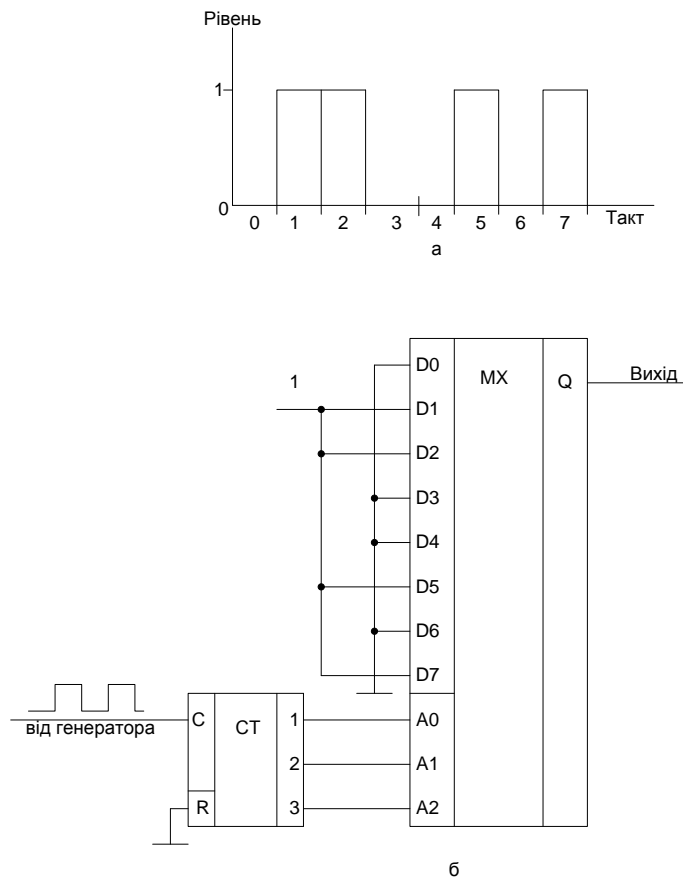 Рівень
1
0
0 1 2 3 4 5 6 7 Такт
а
1
D0 MX Q Вихід
D1
D2
D3
D4
D5
D6
D7
від генератора
C CT 1 A0
2 A1
R 3 A2
б